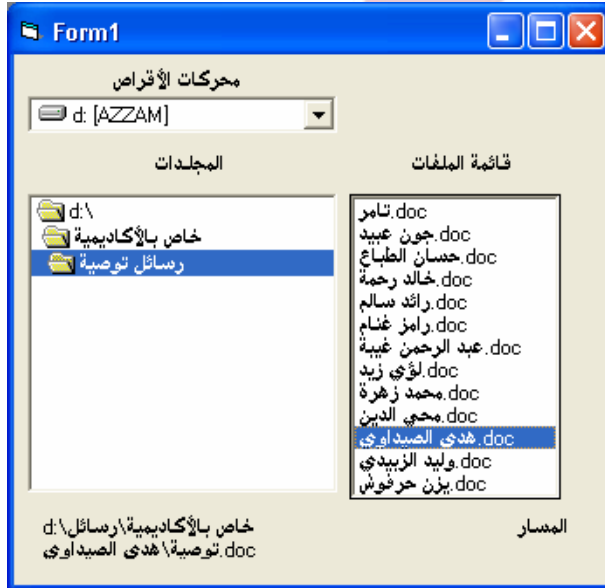 Form1
محركات الأقراص
d: [AZZAM]
المجلدات
قائمة الملفات
d:\
خاص بالأكاديمية
رسائل توصية
تامر.doc
جون عبيد.doc
حسان الطباع.doc
خالد رحمة.doc
رائد سالم.doc
رامز غنام.doc
عبد الرحمن غيبة.doc
لؤي زيد.doc
محمد زهرة.doc
محي الدين.doc
هدى الصيداوي.doc
وليد الزبيدي.doc
يزن حرفوش.doc
المسار
d:\خاص بالأكاديمية\رسائل
توصية\هدى الصيداوي.doc